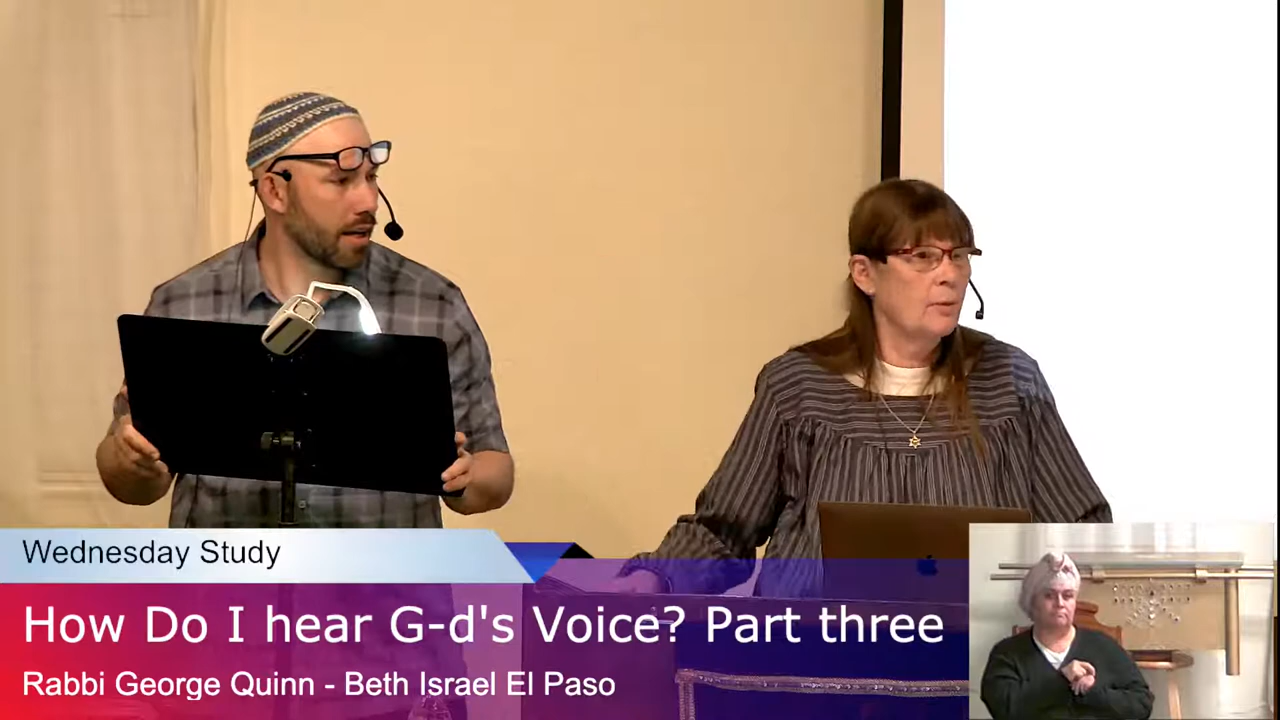 Wednesday Study
How Do I hear G-d's Voice? Part three
Rabbi George Quinn - Beth Israel El Paso